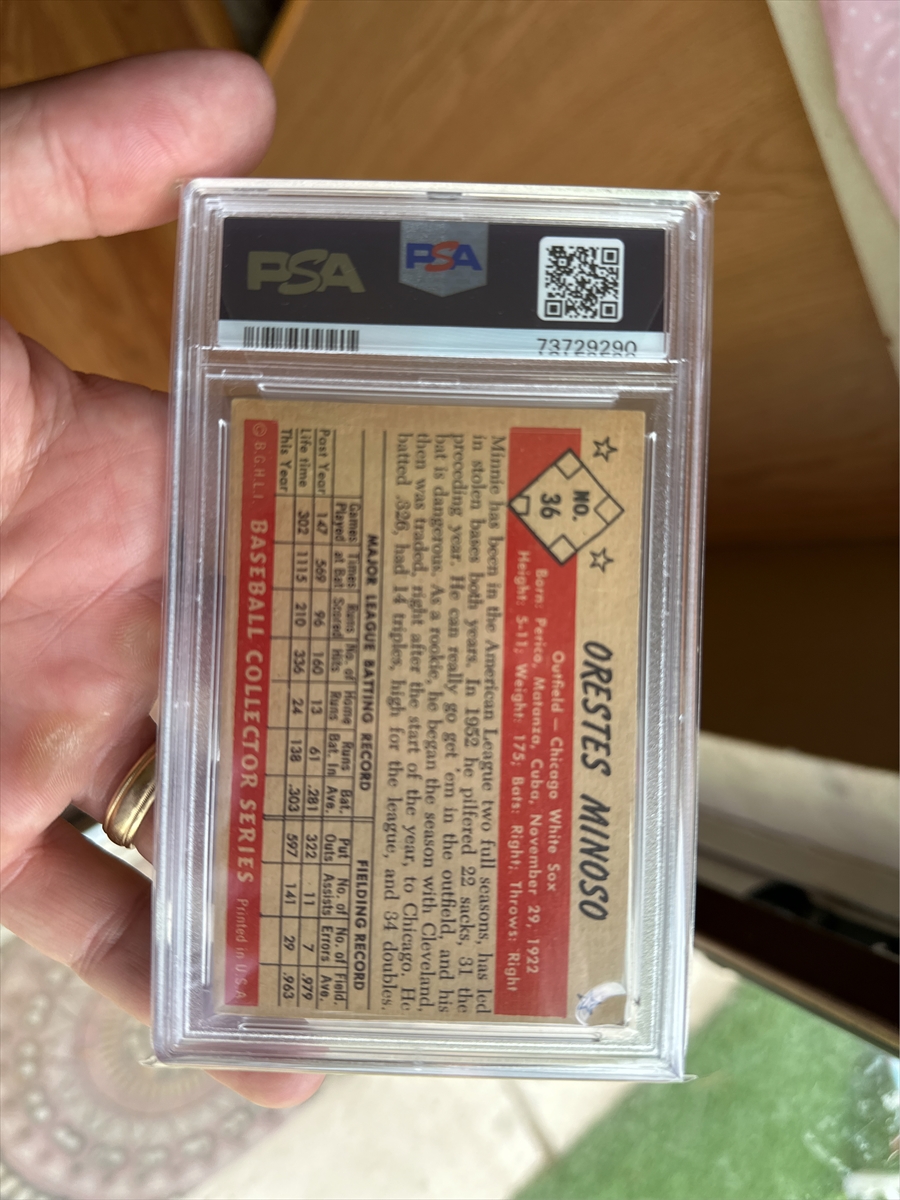 PSA
PSA
73729290
NO.
36
ORESTES MINOSO
Outfield — Chicago White Sox
Born: Perico, Matanza, Cuba, November 29, 1922
Height: 5-11; Weight: 175; Bats: Right; Throws: Right
Minnie has been in the American League two full seasons, has led
in stolen bases both years. In 1952 he pilfered 22 sacks, 31 the
preceding year. He can really go get 'em in the outfield, and his
bat is dangerous. As a rookie, he began the season with Cleveland,
then was traded, right after the start of the year, to Chicago. He
batted .326, had 14 triples, high for the league, and 34 doubles.
MAJOR LEAGUE BATTING RECORD FIELDING RECORD
Games Times Runs No. of Home Runs Bat. Put No. of No. of Field.
Played at Bat Scored Hits Runs Bat. In Ave. Outs Assists Errors Ave.
Past Year 147 569 96 160 13 61 .281 322 11 7 .979
Life time 302 1115 210 336 24 138 .303 597 141 29 .963
This Year
© B.G.H.L.I. BASEBALL COLLECTOR SERIES Printed in U.S.A